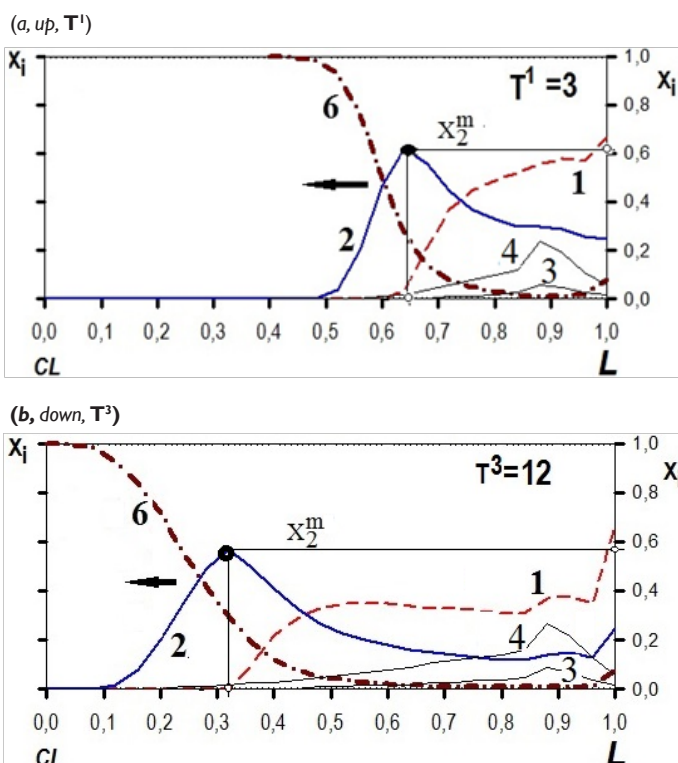 (a, up, T¹)
Xᵢ
1,0
Xᵢ
T¹ =3
6
0,8
X₂ᵐ
0,6
1
0,4
2
4
0,2
3
0,0
0,0 0,1 0,2 0,3 0,4 0,5 0,6 0,7 0,8 0,9 1,0
CL
L
(b, down, T³)
Xᵢ
1,0
X
T³=12
0,8
6
X₂ᵐ
0,6
1
0,4
2
4
0,2
3
0,0
0,0 0,1 0,2 0,3 0,4 0,5 0,6 0,7 0,8 0,9 1,0
CL
L